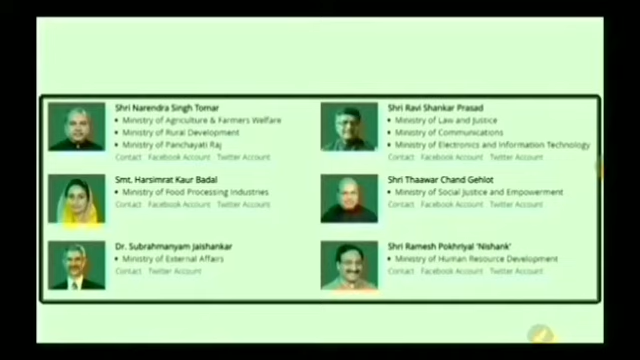 Shri Narendra Singh Tomar
Ministry of Agriculture & Farmers Welfare
Ministry of Rural Development
Ministry of Panchayati Raj
Contact Facebook Account Twitter Account
Shri Ravi Shankar Prasad
Ministry of Law and Justice
Ministry of Communications
Ministry of Electronics and Information Technology
Contact Facebook Account Twitter Account
Smt. Harsimrat Kaur Badal
Ministry of Food Processing Industries
Contact Facebook Account Twitter Account
Shri Thaawar Chand Gehlot
Ministry of Social Justice and Empowerment
Contact Facebook Account Twitter Account
Dr. Subrahmanyam Jaishankar
Ministry of External Affairs
Contact Twitter Account
Shri Ramesh Pokhriyal 'Nishank'
Ministry of Human Resource Development
Contact Facebook Account Twitter Account